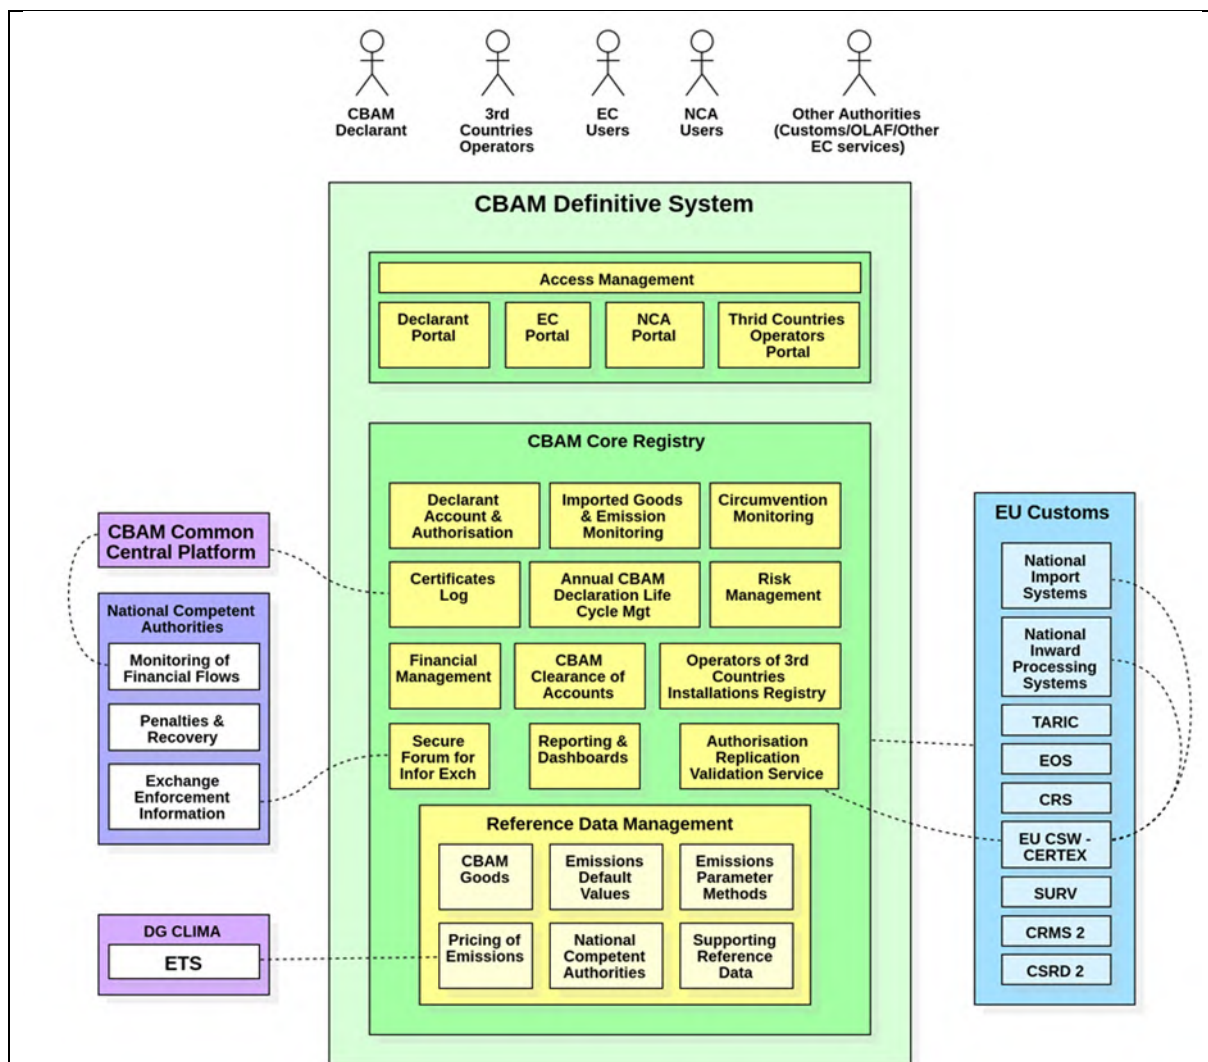 CBAM
Declarant
3rd
Countries
Operators
EC
Users
NCA
Users
Other Authorities
(Customs/OLAF/Other
EC services)
CBAM Definitive System
Access Management
Declarant
Portal
EC
Portal
NCA
Portal
Thrid Countries
Operators
Portal
CBAM Core Registry
Declarant
Account &
Authorisation
Imported Goods
& Emission
Monitoring
Circumvention
Monitoring
Certificates
Log
Annual CBAM
Declaration Life
Cycle Mgt
Risk
Management
Financial
Management
CBAM
Clearance of
Accounts
Operators of 3rd
Countries
Installations Registry
Secure
Forum for
Infor Exch
Reporting &
Dashboards
Authorisation
Replication
Validation Service
Reference Data Management
CBAM
Goods
Emissions
Default
Values
Emissions
Parameter
Methods
Pricing of
Emissions
National
Competent
Authorities
Supporting
Reference
Data
CBAM Common
Central Platform
National Competent
Authorities
Monitoring of
Financial Flows
Penalties &
Recovery
Exchange
Enforcement
Information
DG CLIMA
ETS
EU Customs
National
Import
Systems
National
Inward
Processing
Systems
TARIC
EOS
CRS
EU CSW -
CERTEX
SURV
CRMS 2
CSRD 2